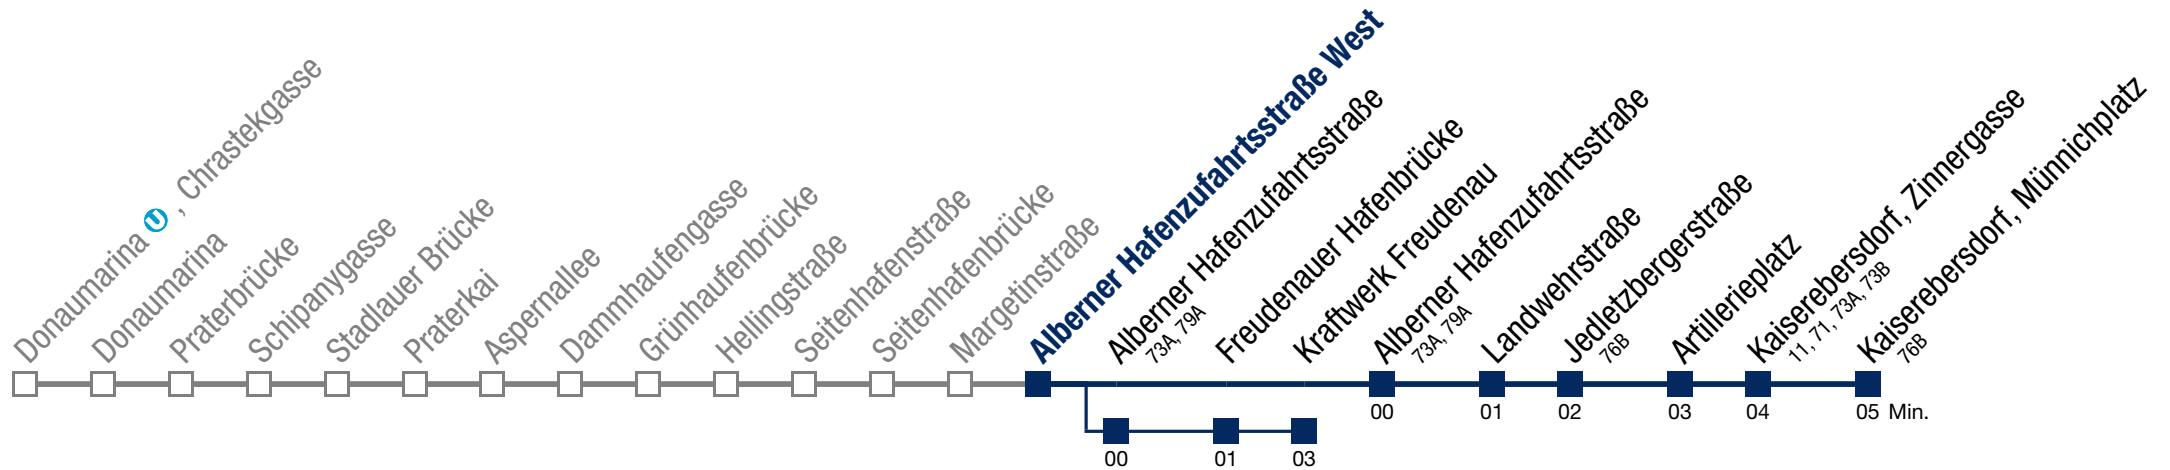 Donaumarina U, Chrastekgasse
Donaumarina
Praterbrücke
Schipanygasse
Stadlauer Brücke
Praterkai
Aspernallee
Dammhaufengasse
Grünhaufenbrücke
Hellingstraße
Seitenhafenstraße
Seitenhafenbrücke
Margetinstraße
Alberner Hafenzufahrtsstraße West
Alberner Hafenzufahrtsstraße
73A, 79A
Freudenauer Hafenbrücke
Kraftwerk Freudenau
Alberner Hafenzufahrtsstraße
73A, 79A
Landwehrstraße
Jedletzbergerstraße
76B
Artillerieplatz
Kaiserebersdorf, Zinnergasse
11, 71, 73A, 73B
Kaiserebersdorf, Münnichplatz
76B
00 01 02 03 04 05 Min.
00 01 03